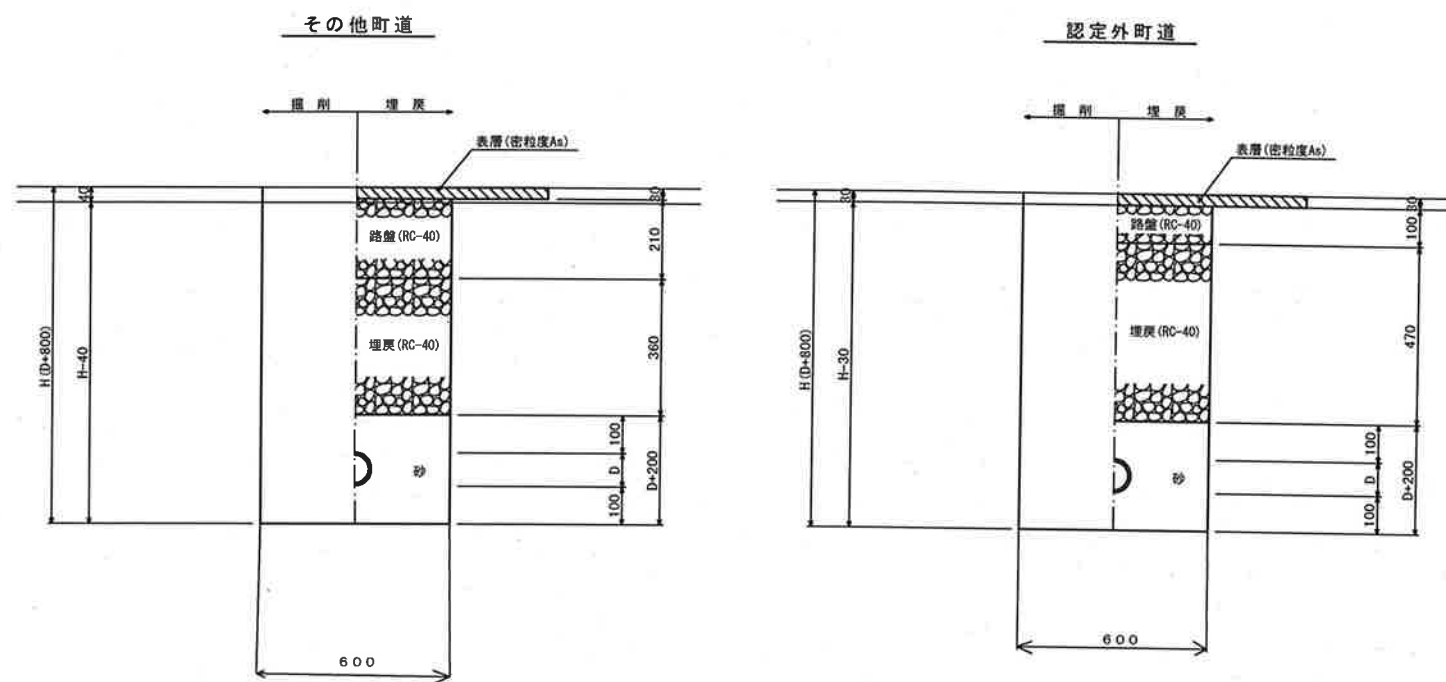 その他町道
掘削 埋戻
表層(密粒度As)
40
30
路盤(RC-40)
210
埋戻(RC-40)
360
H(D+800)
H-40
100
D
100
D+200
砂
600
認定外町道
掘削 埋戻
表層(密粒度As)
30
30
路盤(RC-40)
100
埋戻(RC-40)
470
H(D+800)
H-30
100
D
100
D+200
砂
600